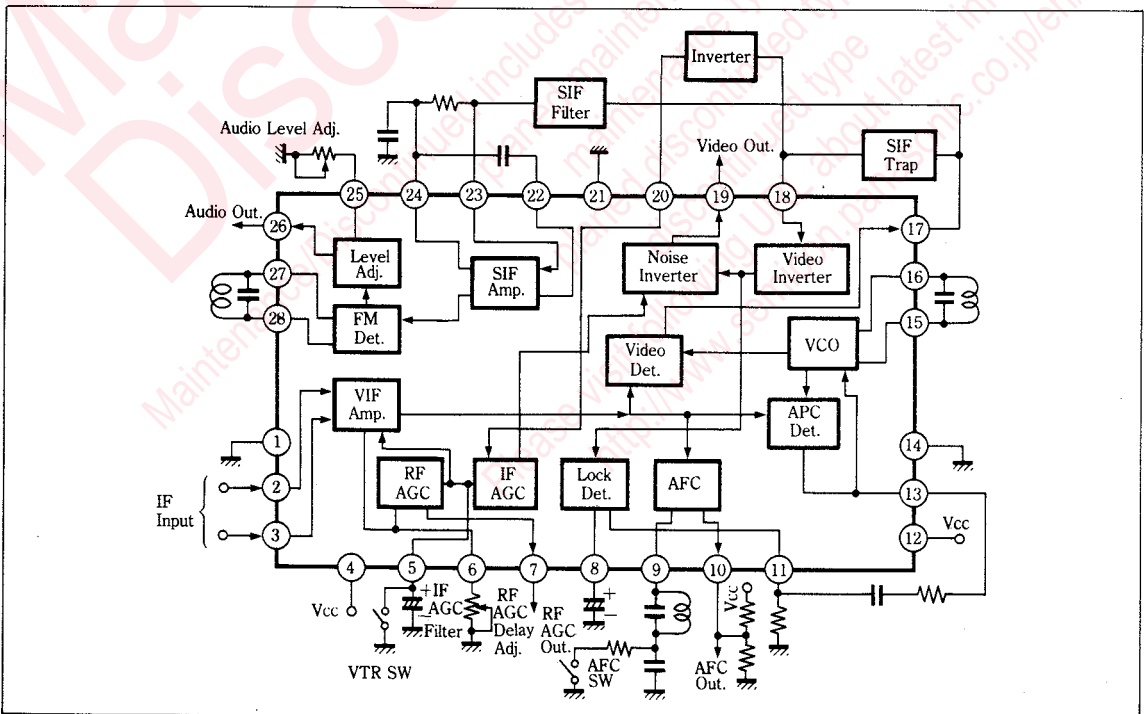 Inverter
SIF
Filter
SIF
Trap
Audio Level Adj.
Video Out.
25
24
23
22
21
20
19
18
17
Audio Out.
26
27
28
Level
Adj.
FM
Det.
SIF
Amp.
Noise
Inverter
Video
Inverter
16
15
Video
Det.
VCO
VIF
Amp.
APC
Det.
1
2
3
IF
Input
RF
AGC
IF
AGC
Lock
Det.
AFC
14
13
12
Vcc
4
5
6
7
8
9
10
11
Vcc
VTR SW
+
−
IF
AGC
Filter
RF
AGC
Delay
Adj.
RF
AGC
Out.
+
−
AFC
SW
Vcc
AFC
Out.